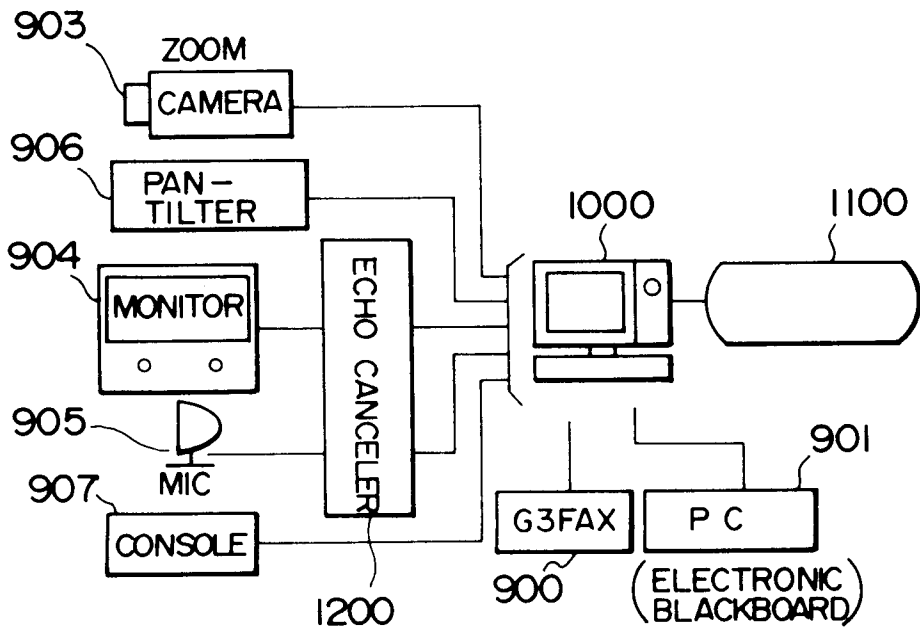 903
ZOOM
CAMERA
906
PAN-
TILTER
904
MONITOR
905
MIC
907
CONSOLE
ECHO CANCELER
1200
1000
1100
G3FAX
900
901
PC
(ELECTRONIC
BLACKBOARD)